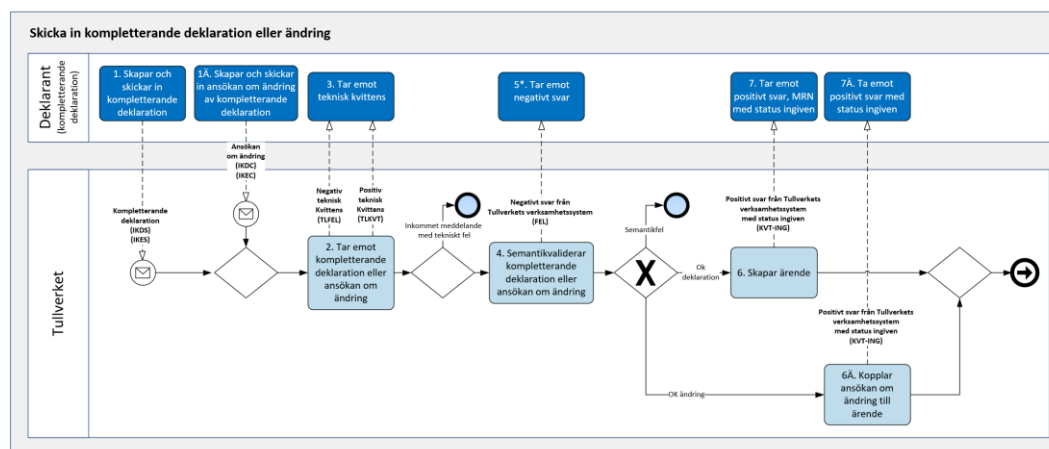 Skicka in kompletterande deklaration eller ändring
Deklarant
(kompletterande
deklaration)
1. Skapar och
skickar in
kompletterande
deklaration
1Ä. Skapar och skickar
in ansökan om ändring
av kompletterande
deklaration
3. Tar emot
teknisk kvittens
5*. Tar emot
negativt svar
7. Tar emot
positivt svar, MRN
med status ingiven
7Ä. Ta emot
positivt svar med
status ingiven
Ansökan
om ändring
(IKDC)
(IKEC)
Kompletterande
deklaration
(IKDS)
(IKES)
Negativ
teknisk
Kvittens
(TLFEL)
Positiv
teknisk
Kvittens
(TLKVT)
Inkommet meddelande
med tekniskt fel
Negativt svar från
Tullverkets verksamhetssystem
(FEL)
Semantikfel
Positivt svar från Tullverkets
verksamhetssystem
med status ingiven
(KVT-ING)
Tullverket
2. Tar emot
kompletterande
deklaration eller
ansökan om
ändring
4. Semantikvaliderar
kompletterande
deklaration eller
ansökan om ändring
X
Ok
deklaration
6. Skapar ärende
Positivt svar från Tullverkets
verksamhetssystem
med status ingiven
(KVT-ING)
OK ändring
6Ä. Kopplar
ansökan om
ändring till
ärende